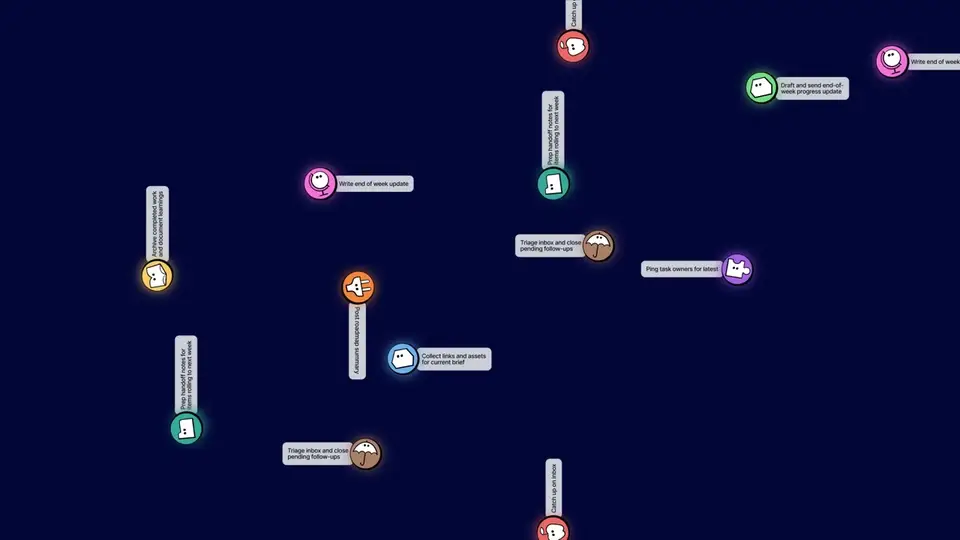 Catch up
Write end of week
Draft and send end-of-
week progress update
Prep handoff notes for
items rolling to next week
Write end of week update
Archive completed work
and document learnings
Triage inbox and close
pending follow-ups
Ping task owners for latest
Post roadmap summary
Collect links and assets
for current brief
Prep handoff notes for
items rolling to next week
Triage inbox and close
pending follow-ups
Catch up on inbox